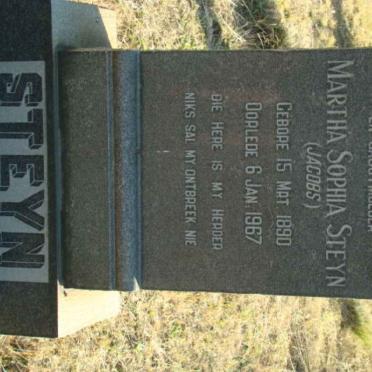 MARTHA SOPHIA STEYN
(JACOBS)
GEBORE 15 MRT. 1890
OORLEDE 6 JAN. 1967
DIE HERE IS MY HERDER
NIKS SAL MY ONTBREEK NIE
STEYN